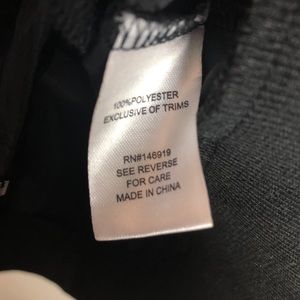 100%POLYESTER
EXCLUSIVE OF TRIMS
RN#146919
SEE REVERSE
FOR CARE
MADE IN CHINA